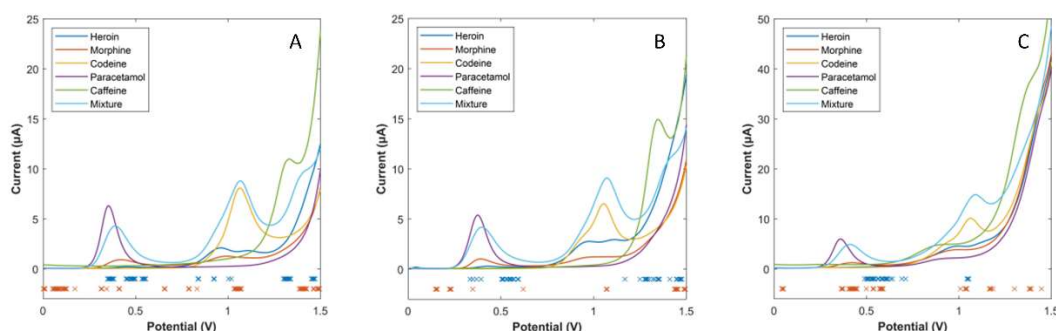 A
Heroin
Morphine
Codeine
Paracetamol
Caffeine
Mixture
Current (µA)
25
20
15
10
5
0
0
0.5
1
1.5
Potential (V)
B
Heroin
Morphine
Codeine
Paracetamol
Caffeine
Mixture
Current (µA)
25
20
15
10
5
0
0
0.5
1
1.5
Potential (V)
C
Heroin
Morphine
Codeine
Paracetamol
Caffeine
Mixture
Current (µA)
50
40
30
20
10
0
0
0.5
1
1.5
Potential (V)